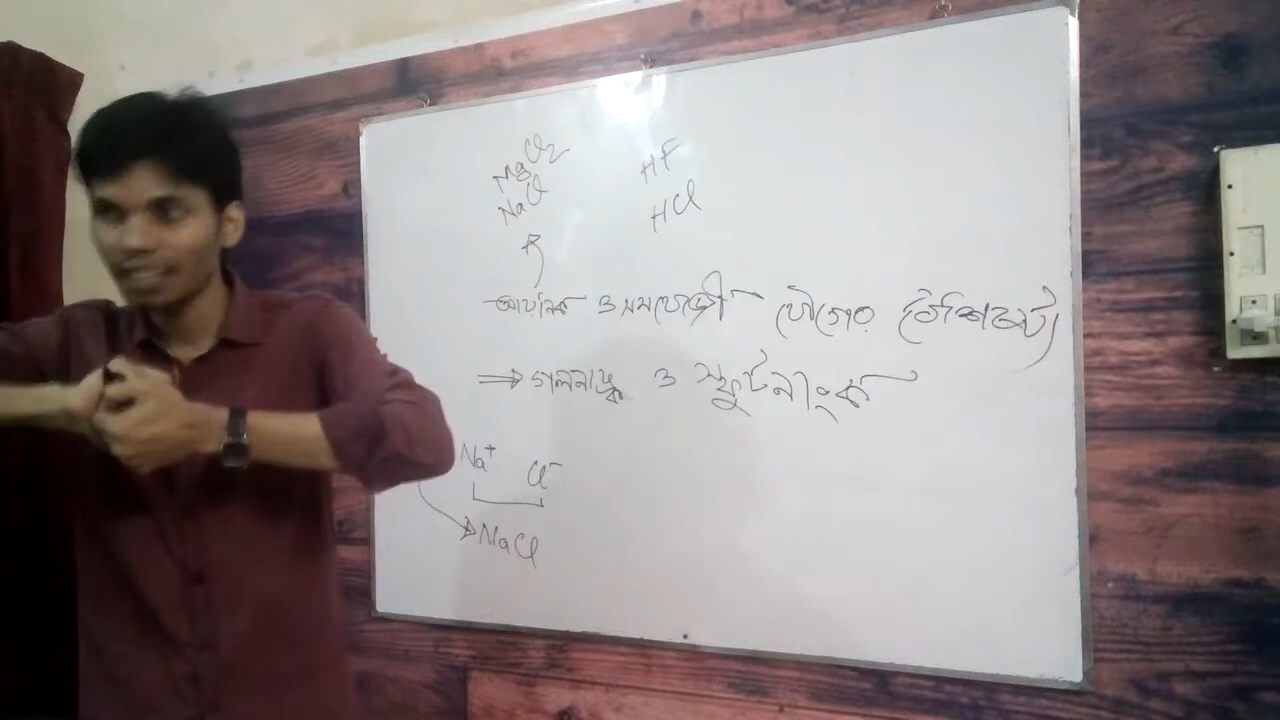 MgCl2 HF
NaCl HCl
আয়নিক ও সমযোজী যৌগের বৈশিষ্ট্য
⇒ গলনাঙ্ক ও স্ফুটনাংক
Na+ Cl-
NaCl